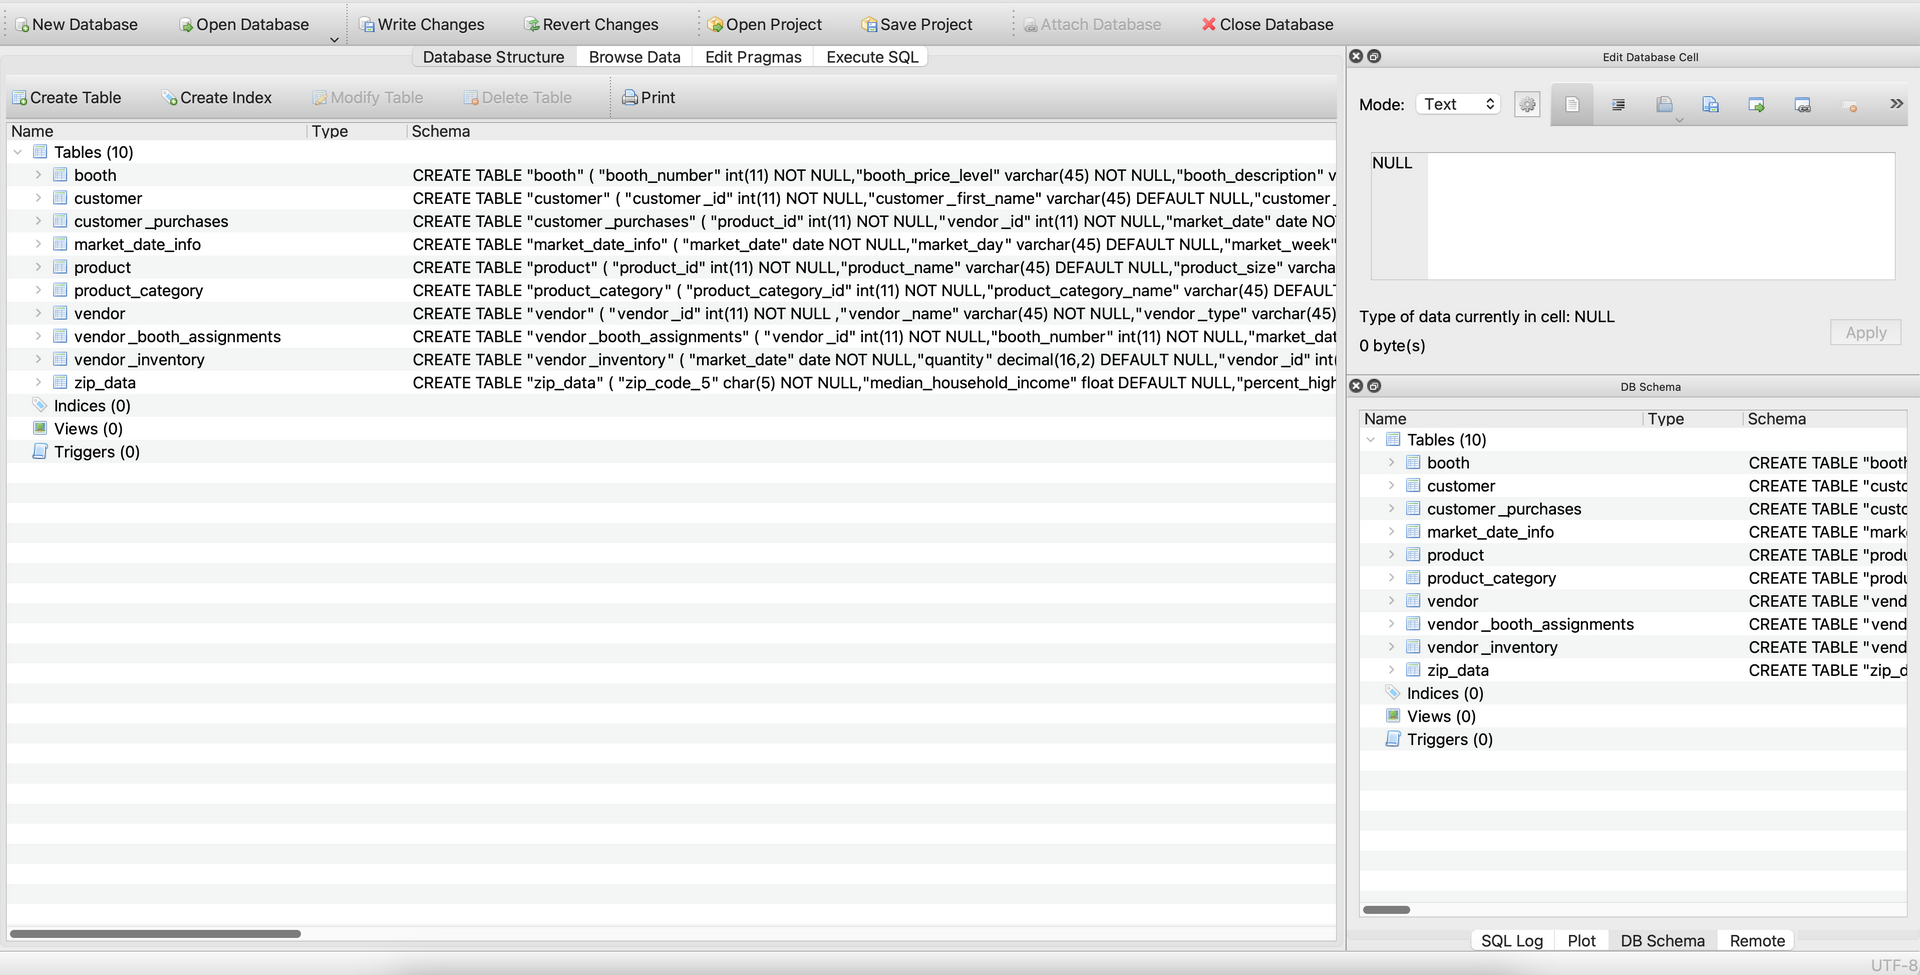 New Database Open Database Write Changes Revert Changes Open Project Save Project Attach Database Close Database
Database Structure Browse Data Edit Pragmas Execute SQL
Create Table Create Index Modify Table Delete Table Print
Name Type Schema
Tables (10)
booth CREATE TABLE "booth" ( "booth_number" int(11) NOT NULL,"booth_price_level" varchar(45) NOT NULL,"booth_description" v
customer CREATE TABLE "customer" ( "customer_id" int(11) NOT NULL,"customer_first_name" varchar(45) DEFAULT NULL,"customer_
customer_purchases CREATE TABLE "customer_purchases" ( "product_id" int(11) NOT NULL,"vendor_id" int(11) NOT NULL,"market_date" date NO
market_date_info CREATE TABLE "market_date_info" ( "market_date" date NOT NULL,"market_day" varchar(45) DEFAULT NULL,"market_week"
product CREATE TABLE "product" ( "product_id" int(11) NOT NULL,"product_name" varchar(45) DEFAULT NULL,"product_size" varcha
product_category CREATE TABLE "product_category" ( "product_category_id" int(11) NOT NULL,"product_category_name" varchar(45) DEFAUL
vendor CREATE TABLE "vendor" ( "vendor_id" int(11) NOT NULL ,"vendor_name" varchar(45) NOT NULL,"vendor_type" varchar(45)
vendor_booth_assignments CREATE TABLE "vendor_booth_assignments" ( "vendor_id" int(11) NOT NULL,"booth_number" int(11) NOT NULL,"market_dat
vendor_inventory CREATE TABLE "vendor_inventory" ( "market_date" date NOT NULL,"quantity" decimal(16,2) DEFAULT NULL,"vendor_id" int(
zip_data CREATE TABLE "zip_data" ( "zip_code_5" char(5) NOT NULL,"median_household_income" float DEFAULT NULL,"percent_high
Indices (0)
Views (0)
Triggers (0)
Edit Database Cell
Mode: Text
NULL
Type of data currently in cell: NULL
0 byte(s)
Apply
DB Schema
Name Type Schema
Tables (10)
booth CREATE TABLE "booth
customer CREATE TABLE "custo
customer_purchases CREATE TABLE "custo
market_date_info CREATE TABLE "mark
product CREATE TABLE "produ
product_category CREATE TABLE "produ
vendor CREATE TABLE "vend
vendor_booth_assignments CREATE TABLE "vend
vendor_inventory CREATE TABLE "vend
zip_data CREATE TABLE "zip_d
Indices (0)
Views (0)
Triggers (0)
SQL Log Plot DB Schema Remote
UTF-8